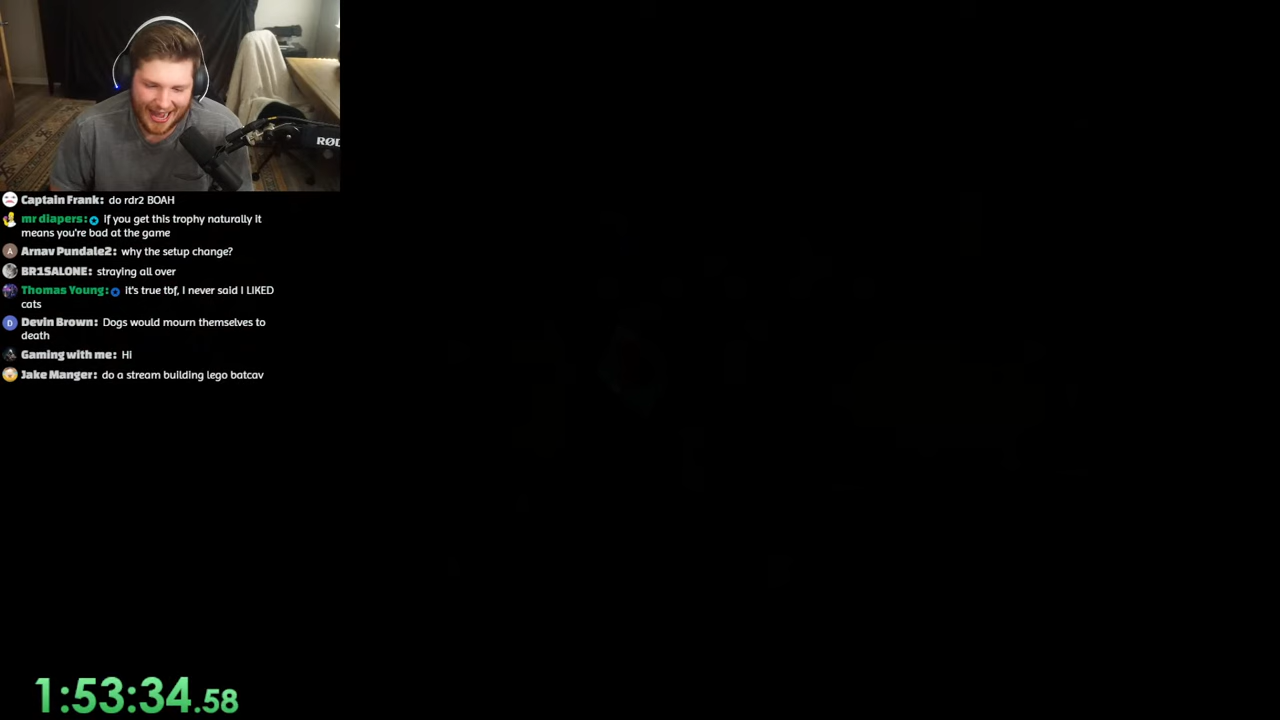 RØD
Captain Frank: do rdr2 BOAH
mr diapers: if you get this trophy naturally it
means you're bad at the game
Arnav Pundale2: why the setup change?
BR1SALONE: straying all over
Thomas Young: it's true tbf, I never said I LIKED
cats
Devin Brown: Dogs would mourn themselves to
death
Gaming with me: Hi
Jake Manger: do a stream building lego batcav
1:53:34.58